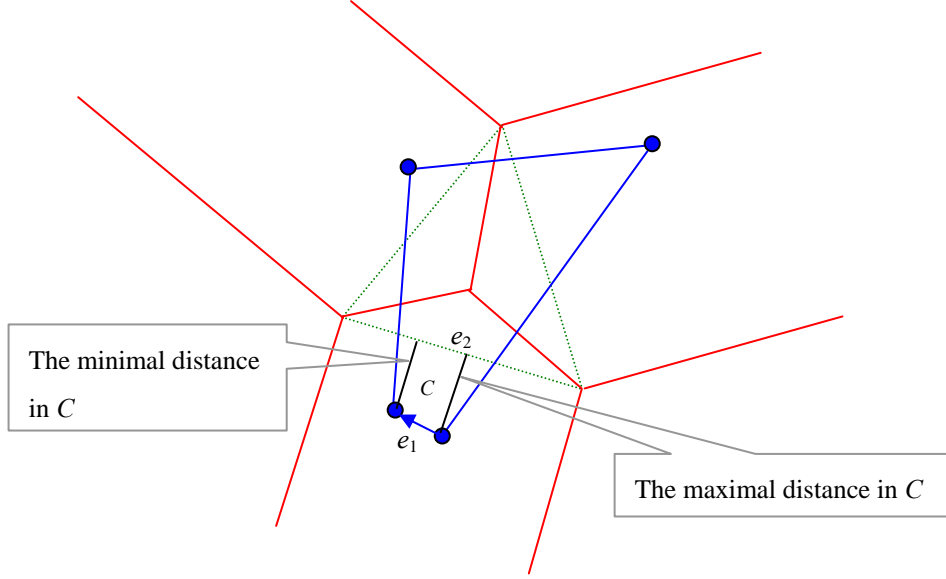 e2
The minimal distance
in C
C
e1
The maximal distance in C